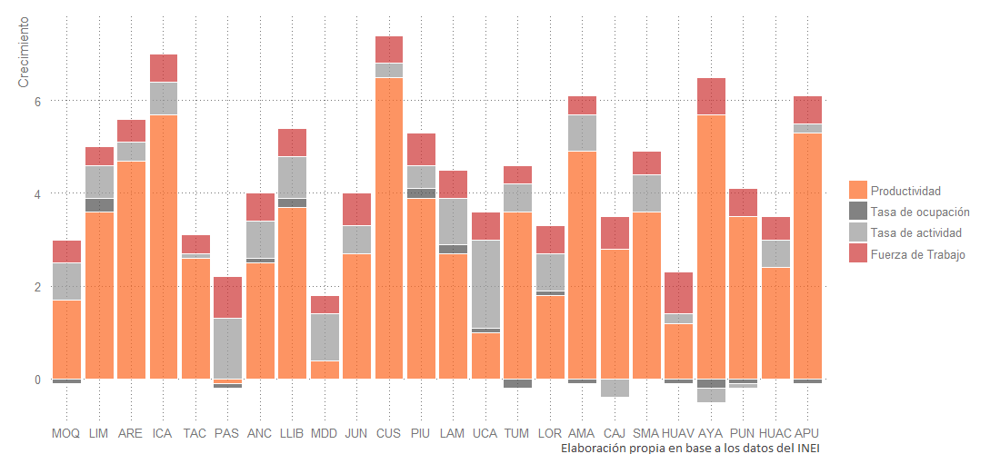 Crecimiento
6
4
2
0
MOQ LIM ARE ICA TAC PAS ANC LLIB MDD JUN CUS PIU LAM UCA TUM LOR AMA CAJ SMA HUAV AYA PUN HUAC APU
Elaboración propia en base a los datos del INEI
Productividad
Tasa de ocupación
Tasa de actividad
Fuerza de Trabajo